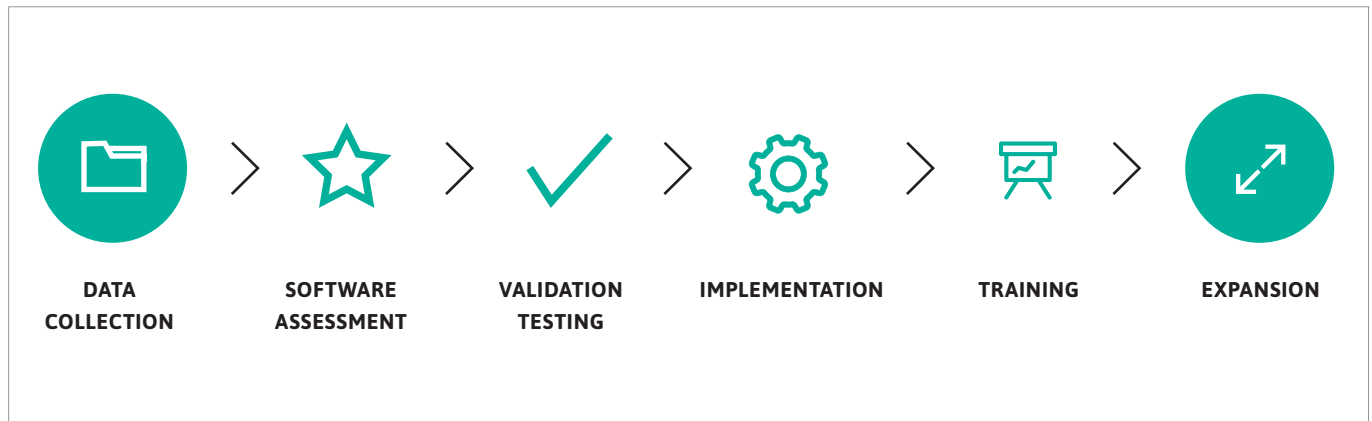 DATA
COLLECTION
SOFTWARE
ASSESSMENT
VALIDATION
TESTING
IMPLEMENTATION
TRAINING
EXPANSION